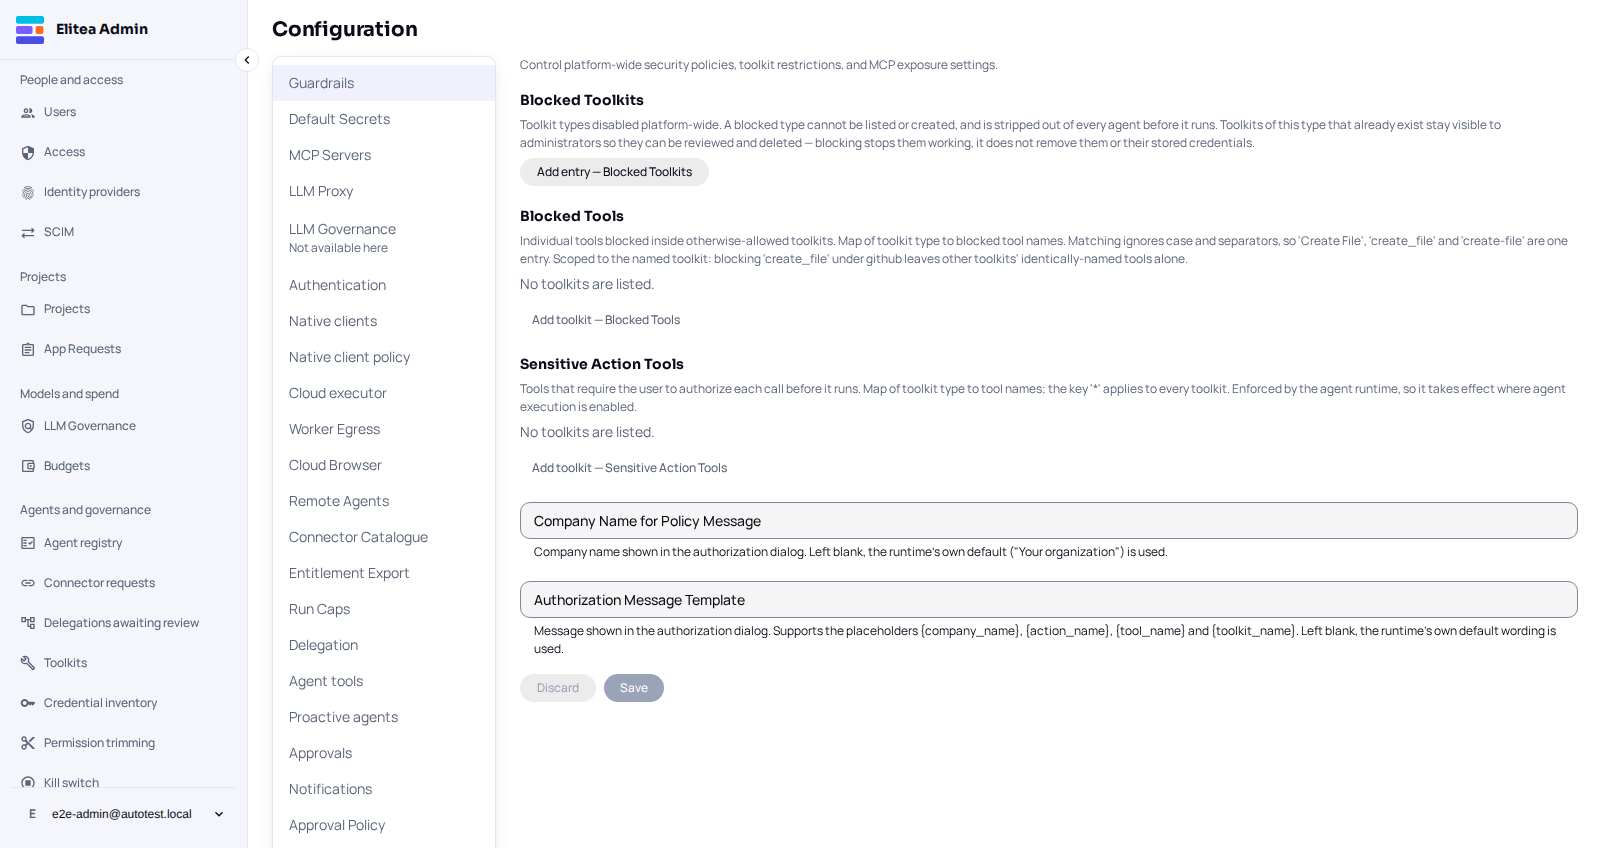 Elitea Admin
People and access
Users
Access
Identity providers
SCIM
Projects
Projects
App Requests
Models and spend
LLM Governance
Budgets
Agents and governance
Agent registry
Connector requests
Delegations awaiting review
Toolkits
Credential inventory
Permission trimming
Kill switch
E
e2e-admin@autotest.local
Configuration
Guardrails
Default Secrets
MCP Servers
LLM Proxy
LLM Governance
Not available here
Authentication
Native clients
Native client policy
Cloud executor
Worker Egress
Cloud Browser
Remote Agents
Connector Catalogue
Entitlement Export
Run Caps
Delegation
Agent tools
Proactive agents
Approvals
Notifications
Approval Policy
Control platform-wide security policies, toolkit restrictions, and MCP exposure settings.
Blocked Toolkits
Toolkit types disabled platform-wide. A blocked type cannot be listed or created, and is stripped out of every agent before it runs. Toolkits of this type that already exist stay visible to
administrators so they can be reviewed and deleted — blocking stops them working, it does not remove them or their stored credentials.
Add entry — Blocked Toolkits
Blocked Tools
Individual tools blocked inside otherwise-allowed toolkits. Map of toolkit type to blocked tool names. Matching ignores case and separators, so 'Create File', 'create_file' and 'create-file' are one
entry. Scoped to the named toolkit: blocking 'create_file' under github leaves other toolkits' identically-named tools alone.
No toolkits are listed.
Add toolkit — Blocked Tools
Sensitive Action Tools
Tools that require the user to authorize each call before it runs. Map of toolkit type to tool names; the key '*' applies to every toolkit. Enforced by the agent runtime, so it takes effect where agent
execution is enabled.
No toolkits are listed.
Add toolkit — Sensitive Action Tools
Company Name for Policy Message
Company name shown in the authorization dialog. Left blank, the runtime's own default ("Your organization") is used.
Authorization Message Template
Message shown in the authorization dialog. Supports the placeholders {company_name}, {action_name}, {tool_name} and {toolkit_name}. Left blank, the runtime's own default wording is
used.
Discard
Save